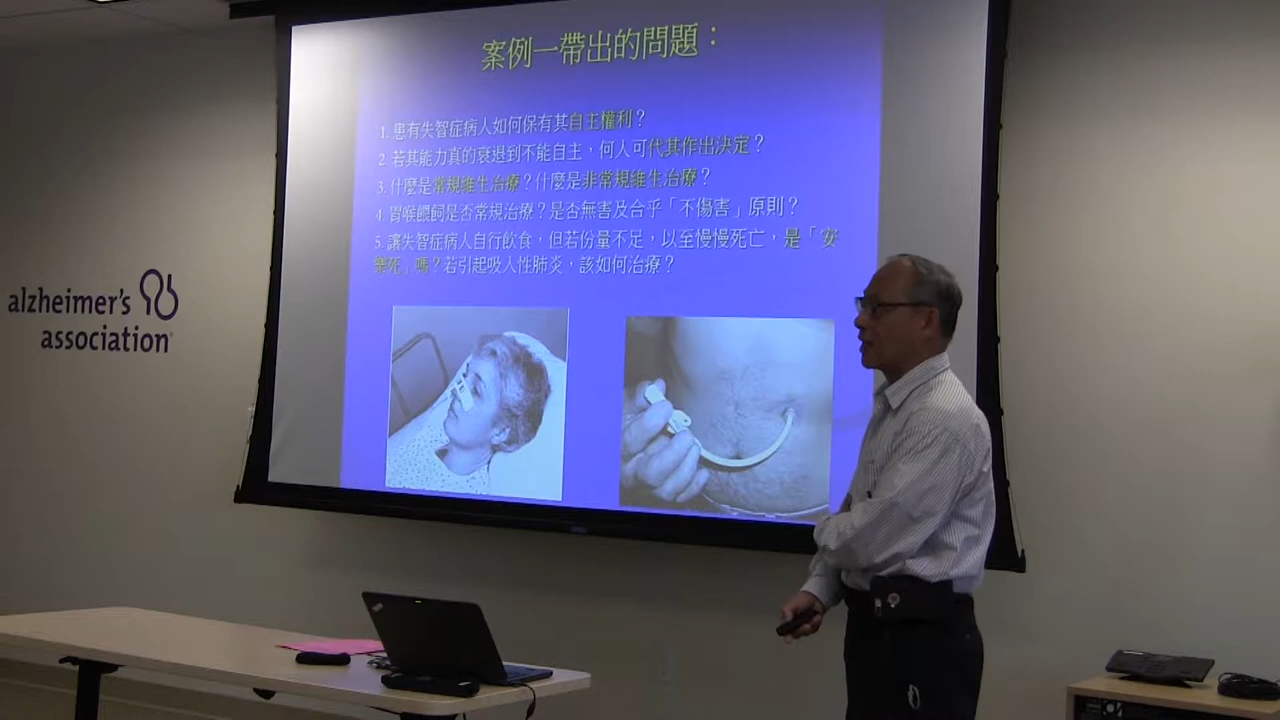 案例一帶出的問題：
1. 患有失智症病人如何保有其自主權利？
2. 若其能力真的衰退到不能自主，何人可代其作出決定？
3. 什麼是常規維生治療？什麼是非常規維生治療？
4. 胃喉餵飼是否常規治療？是否無害及合乎「不傷害」原則？
5. 讓失智症病人自行飲食，但若份量不足，以至慢慢死亡，是「安
樂死」嗎？若引起吸入性肺炎，該如何治療？
alzheimer's
association®